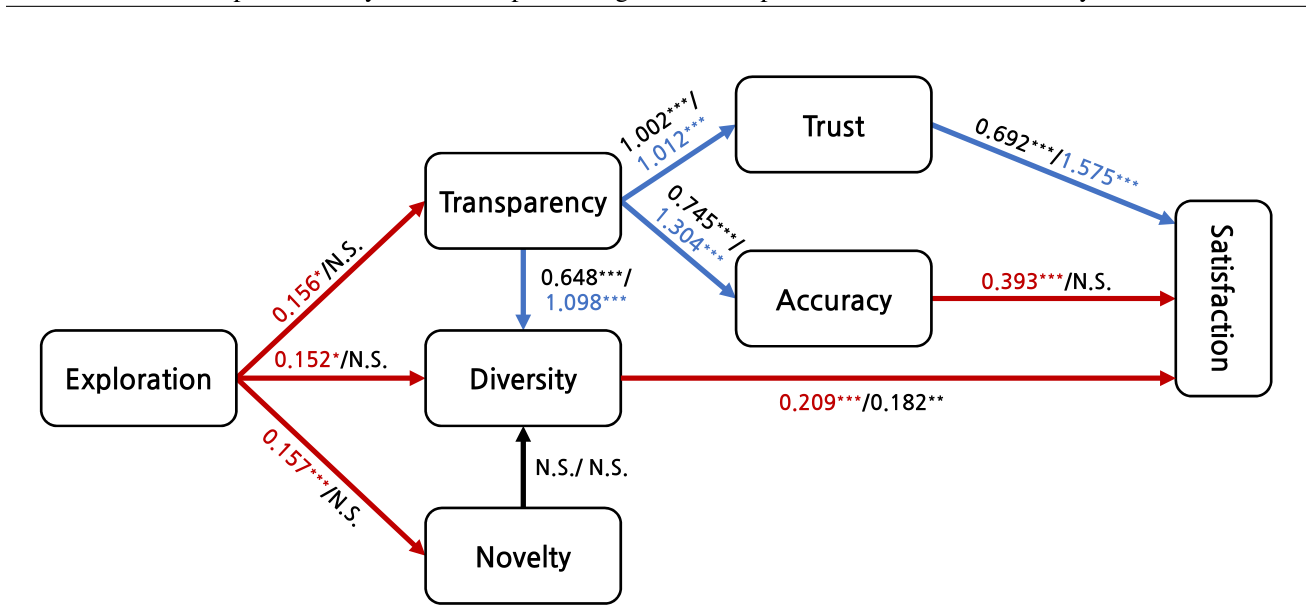 1.002***/
1.012***
Trust
0.692***/1.575***
Transparency
0.745***/
1.304***
Satisfaction
0.156*/N.S.
0.648***/
1.098***
Accuracy
0.393***/N.S.
Exploration
0.152*/N.S.
Diversity
0.209***/0.182**
0.157***/N.S.
N.S./ N.S.
Novelty